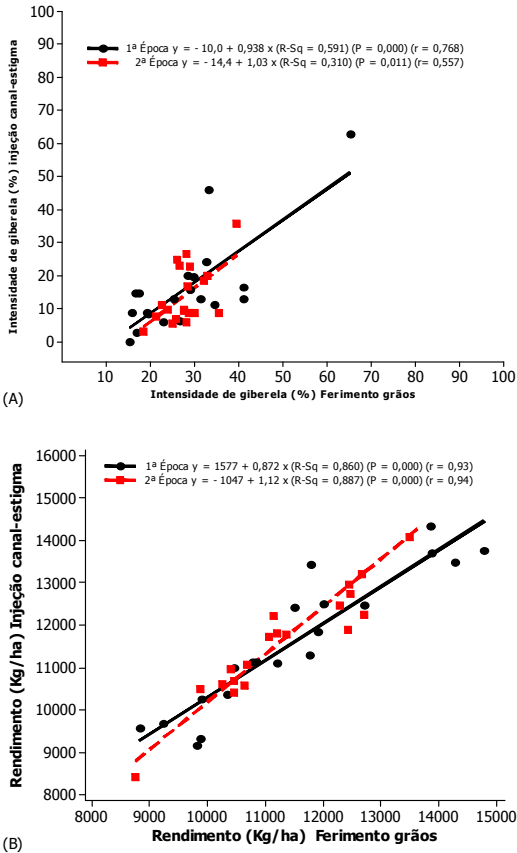 100
90
80
70
60
50
40
30
20
10
0
Intensidade de giberela (%) injeção canal-estigma
1ª Época y = - 10,0 + 0,938 x (R-Sq = 0,591) (P = 0,000) (r = 0,768)
2ª Época y = - 14,4 + 1,03 x (R-Sq = 0,310) (P = 0,011) (r= 0,557)
10 20 30 40 50 60 70 80 90 100
Intensidade de giberela (%) Ferimento grãos
(A)
16000
15000
14000
13000
12000
11000
10000
9000
8000
Rendimento (Kg/ha) Injeção canal-estigma
1ª Época y = 1577 + 0,872 x (R-Sq = 0,860) (P = 0,000) (r = 0,93)
2ª Época y = - 1047 + 1,12 x (R-Sq = 0,887) (P = 0,000) (r = 0,94)
8000 9000 10000 11000 12000 13000 14000 15000
Rendimento (Kg/ha) Ferimento grãos
(B)